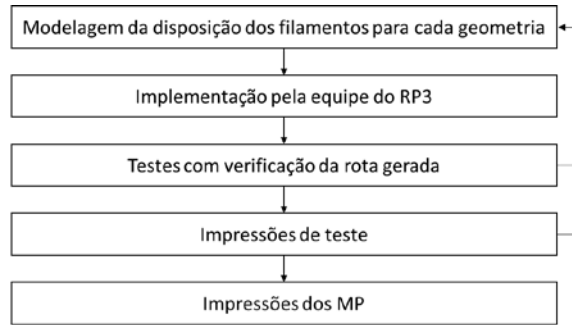 Modelagem da disposição dos filamentos para cada geometria
Implementação pela equipe do RP3
Testes com verificação da rota gerada
Impressões de teste
Impressões dos MP